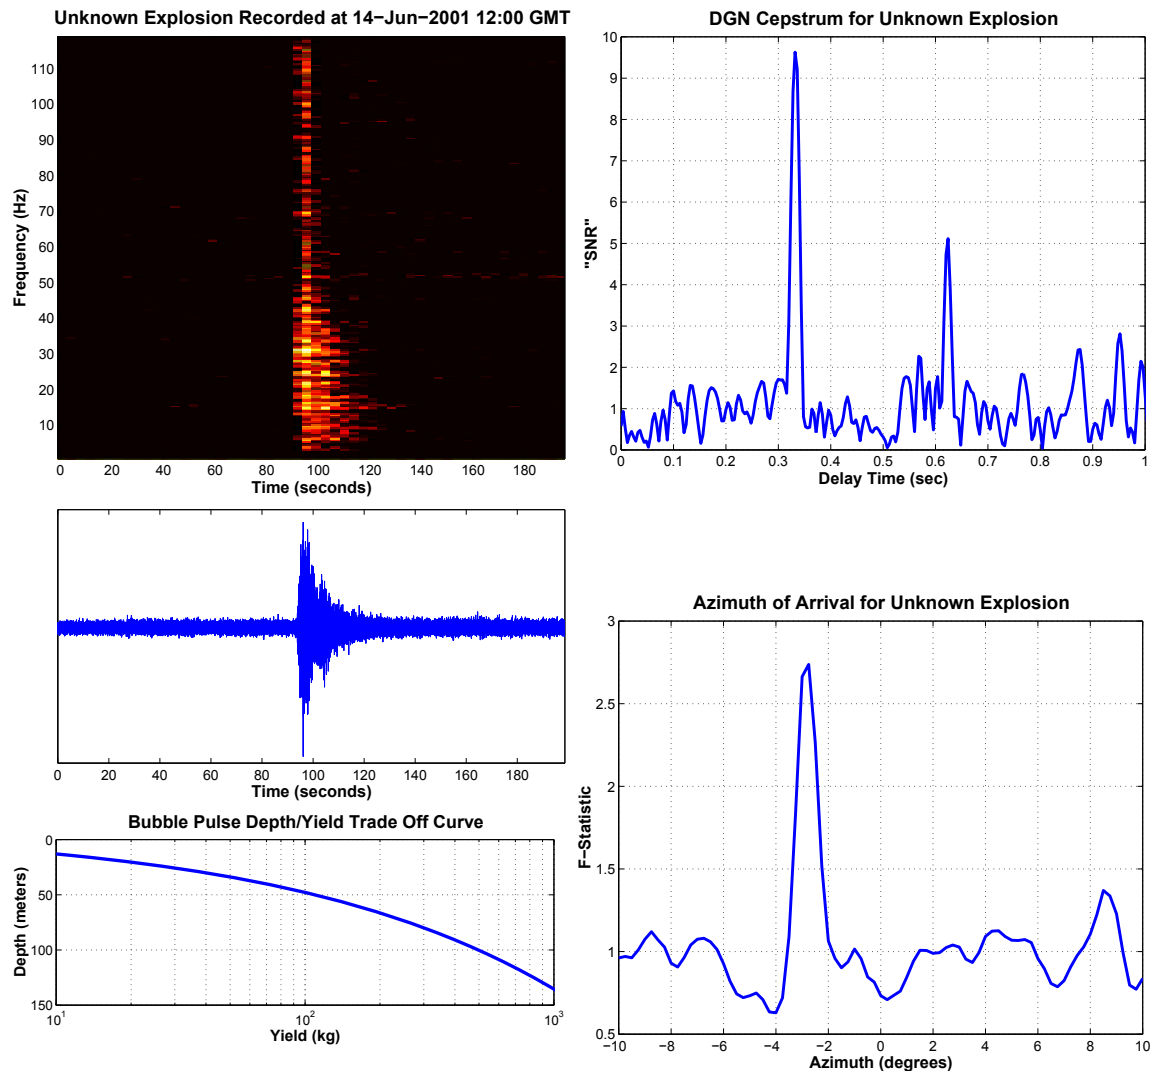 Unknown Explosion Recorded at 14−Jun−2001 12:00 GMT
110
100
90
80
70
60
50
40
30
20
10
Frequency (Hz)
0 20 40 60 80 100 120 140 160 180
Time (seconds)
DGN Cepstrum for Unknown Explosion
10
9
8
7
6
5
4
3
2
1
0
"SNR"
0 0.1 0.2 0.3 0.4 0.5 0.6 0.7 0.8 0.9 1
Delay Time (sec)
0 20 40 60 80 100 120 140 160 180
Time (seconds)
Bubble Pulse Depth/Yield Trade Off Curve
0
50
100
150
Depth (meters)
10^1 10^2 10^3
Yield (kg)
Azimuth of Arrival for Unknown Explosion
3
2.5
2
1.5
1
0.5
F−Statistic
−10 −8 −6 −4 −2 0 2 4 6 8 10
Azimuth (degrees)